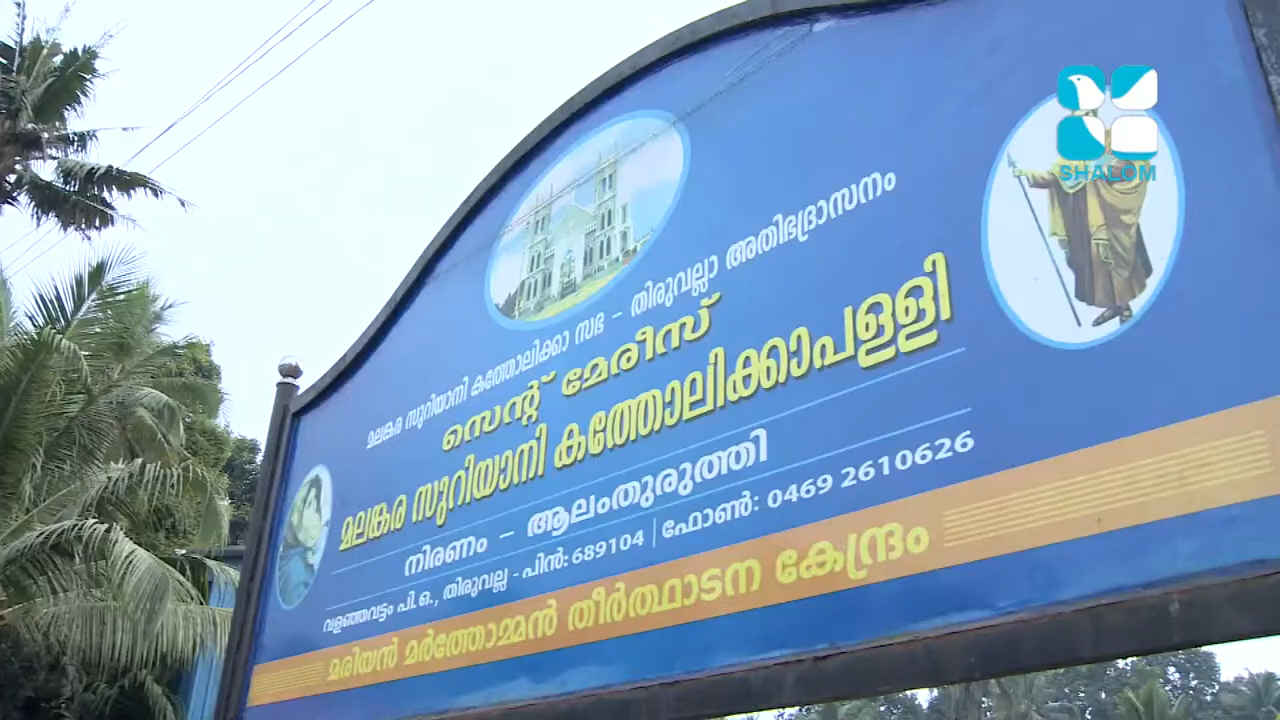 SHALOM
മലങ്കര സുറിയാനി കത്തോലിക്കാ സഭ - തിരുവല്ലാ അതിഭദ്രാസനം
സെന്റ് മേരീസ്
മലങ്കര സുറിയാനി കത്തോലിക്കാപള്ളി
നിരണം - ആലംതുരുത്തി
വളഞ്ഞവട്ടം പി.ഒ., തിരുവല്ല - പിൻ: 689104 | ഫോൺ: 0469 2610626
മരിയൻ മർത്തോമ്മൻ തീർത്ഥാടന കേന്ദ്രം